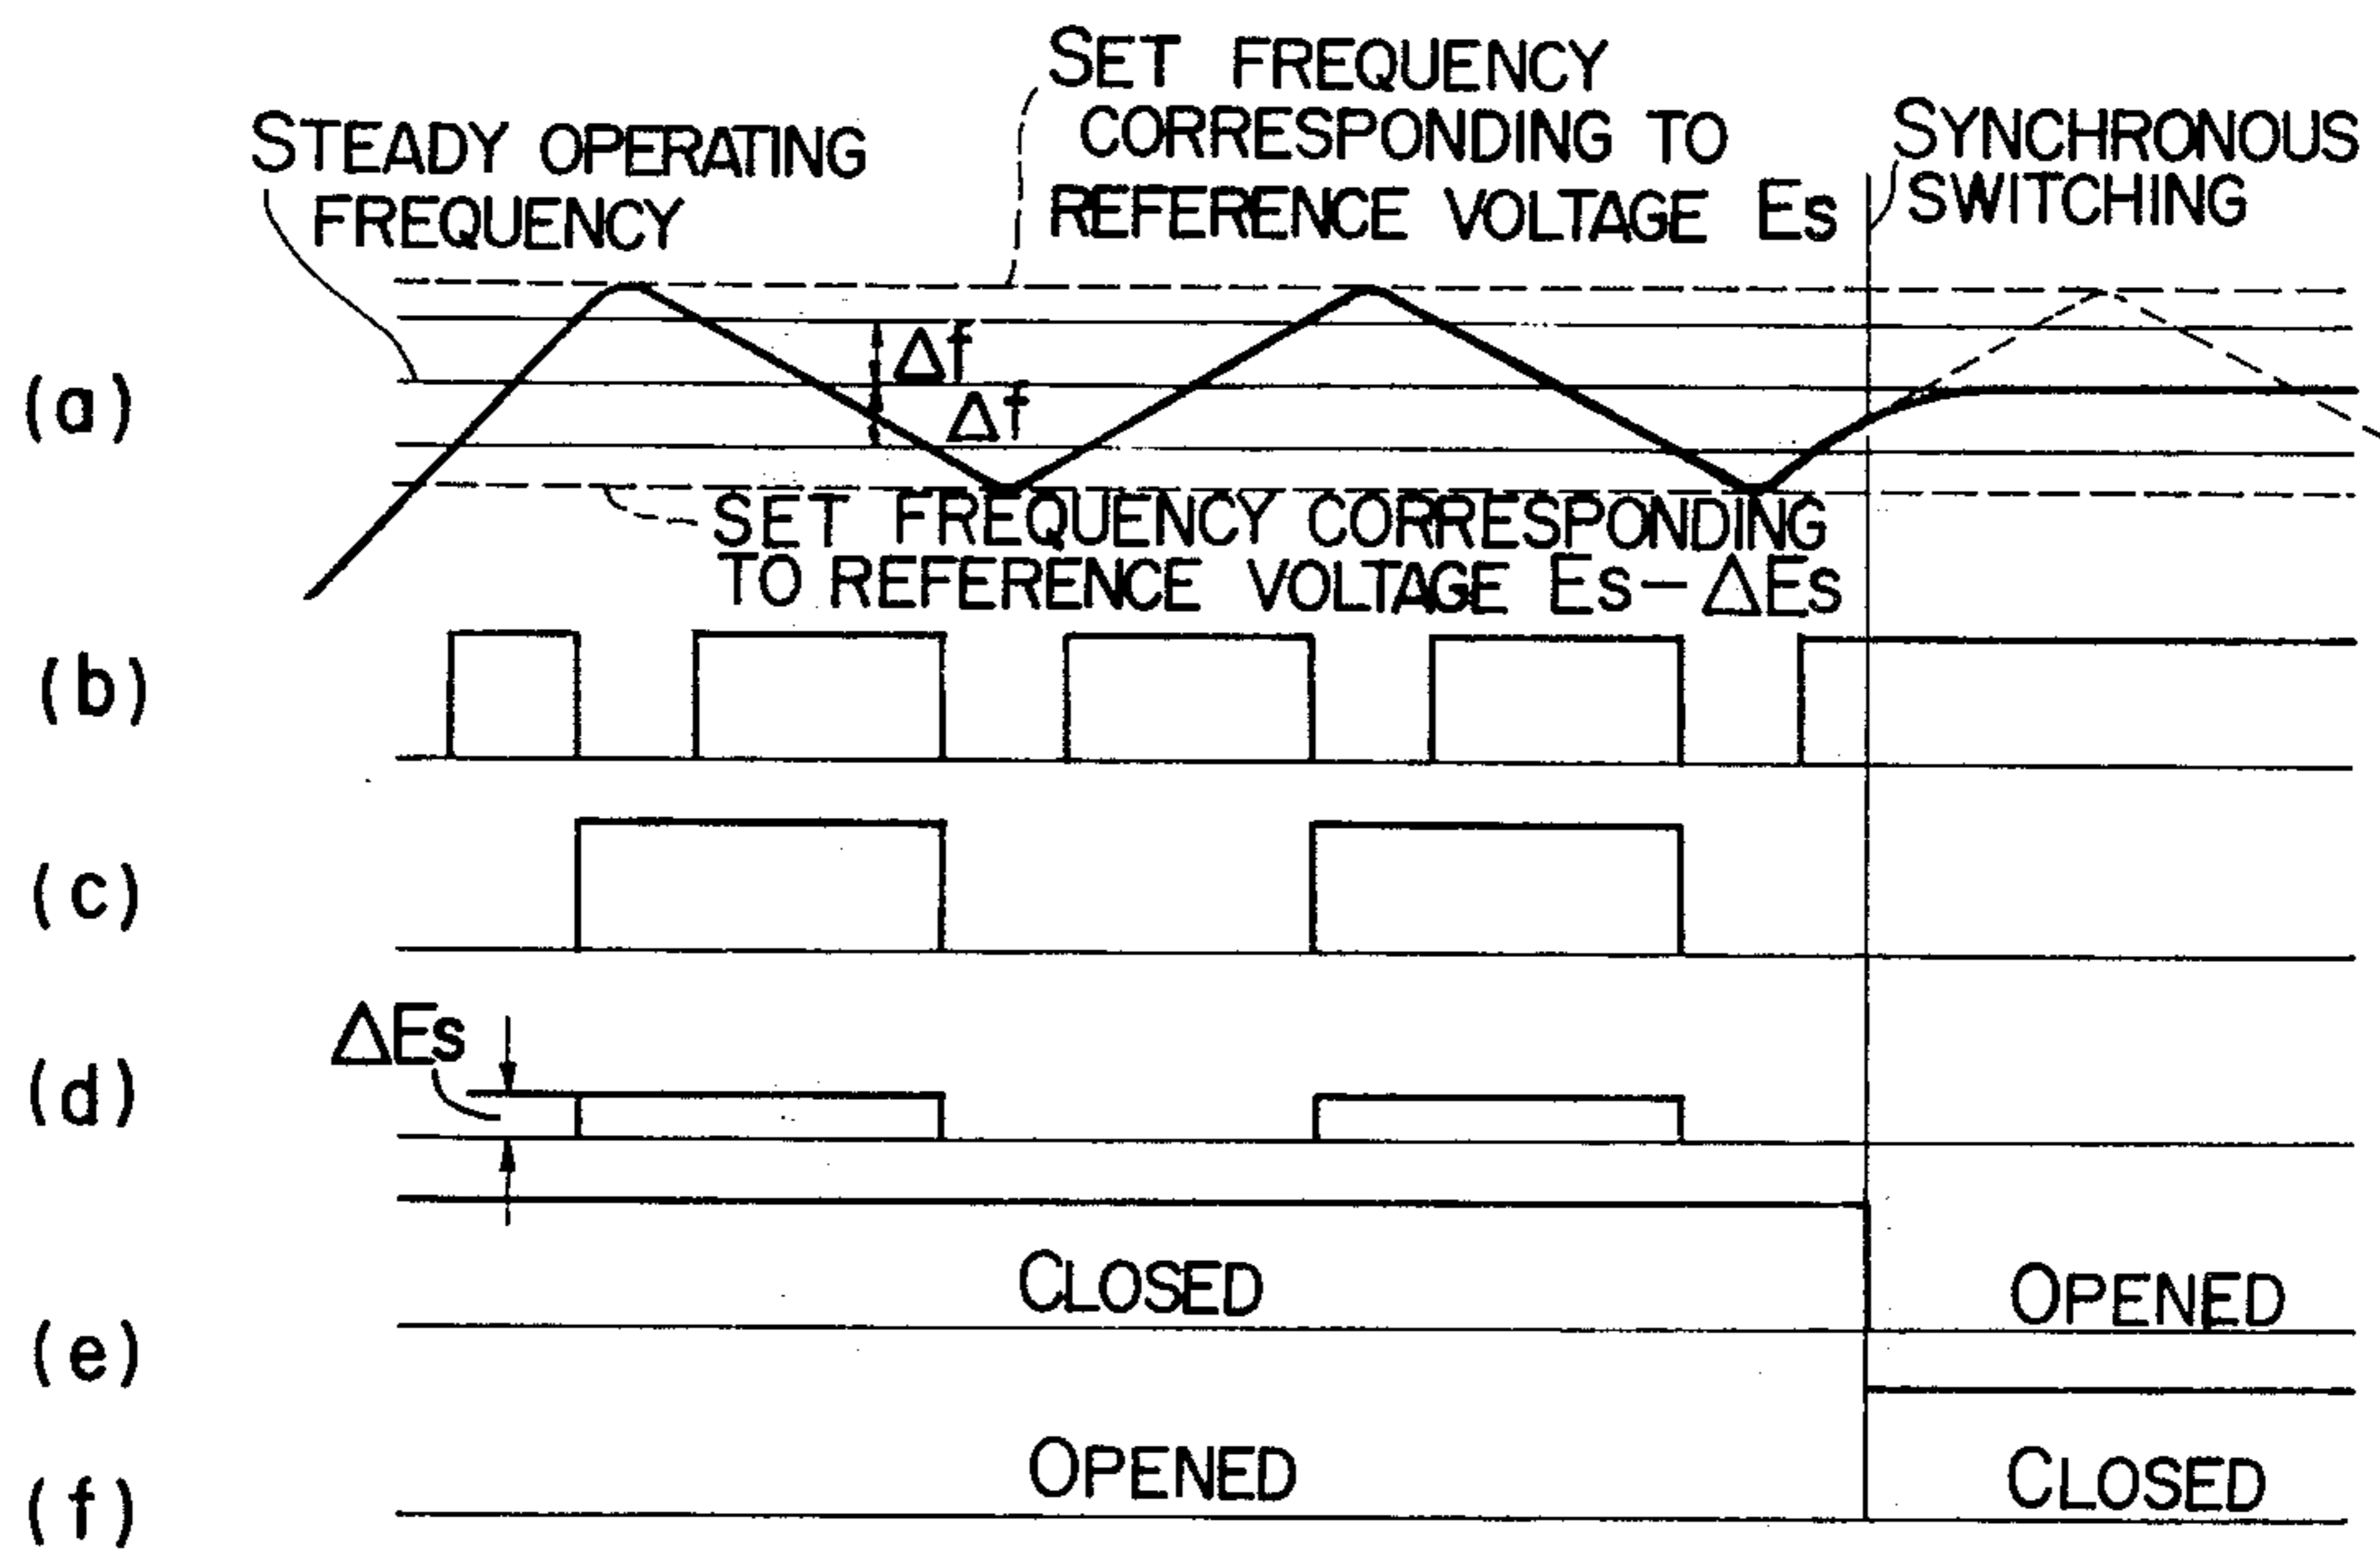 SET FREQUENCY
CORRESPONDING TO
REFERENCE VOLTAGE Es
STEADY OPERATING
FREQUENCY
SYNCHRONOUS
SWITCHING
(a)
Δf
Δf
SET FREQUENCY CORRESPONDING
TO REFERENCE VOLTAGE Es-ΔEs
(b)
(c)
(d)
ΔEs
(e)
CLOSED
OPENED
(f)
OPENED
CLOSED